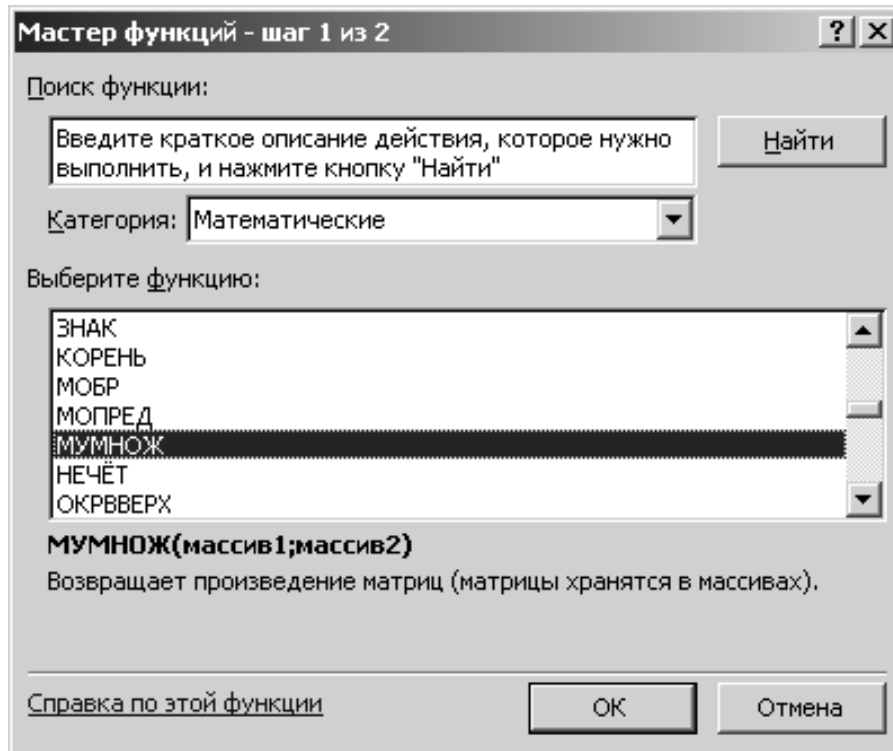 Мастер функций - шаг 1 из 2
Поиск функции:
Введите краткое описание действия, которое нужно
выполнить, и нажмите кнопку "Найти"
Найти
Категория: Математические
Выберите функцию:
ЗНАК
КОРЕНЬ
МОБР
МОПРЕД
МУМНОЖ
НЕЧЁТ
ОКРВВЕРХ
МУМНОЖ(массив1;массив2)
Возвращает произведение матриц (матрицы хранятся в массивах).
Справка по этой функции
ОК
Отмена